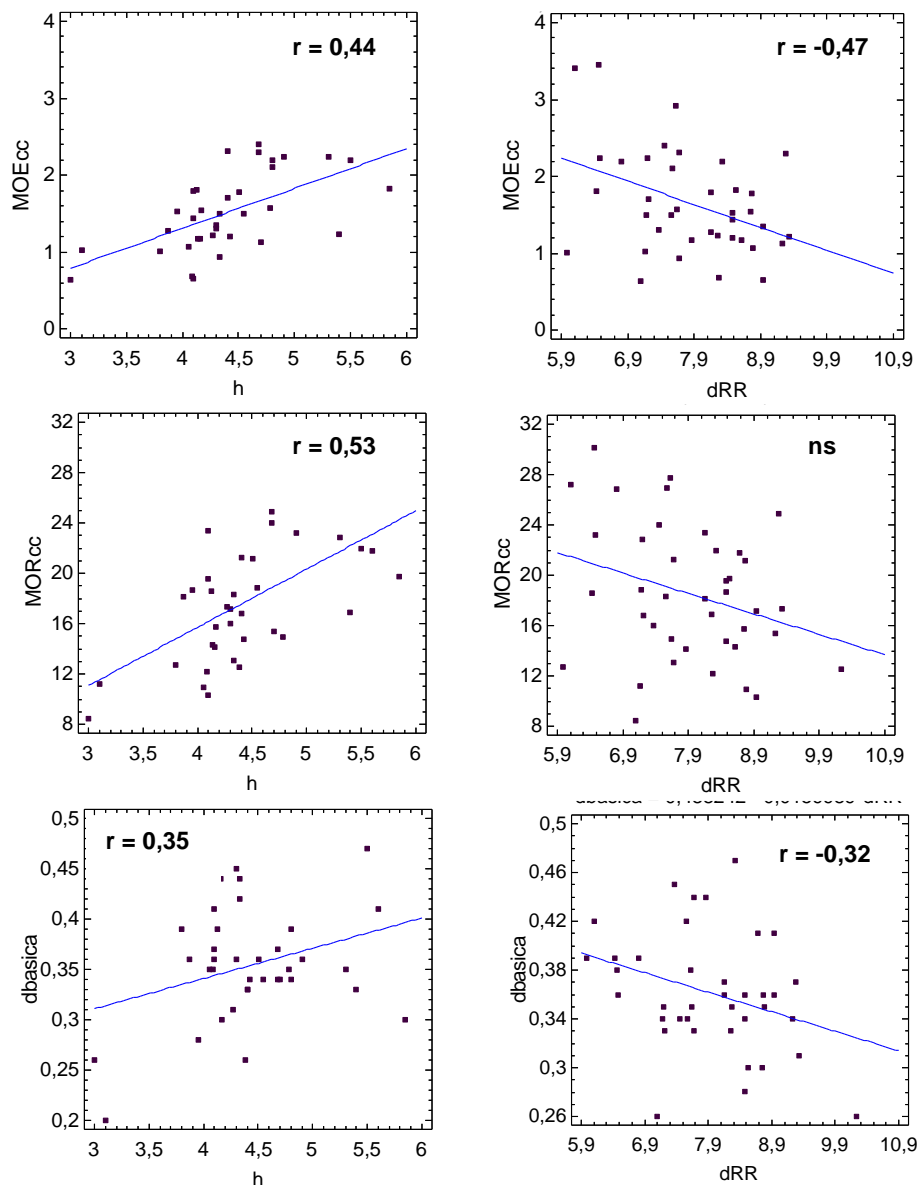 4
3
2
1
0
MOEcc
r = 0,44
3 3,5 4 4,5 5 5,5 6
h
4
3
2
1
0
MOEcc
r = -0,47
5,9 6,9 7,9 8,9 9,9 10,9
dRR
32
28
24
20
16
12
8
MORcc
r = 0,53
3 3,5 4 4,5 5 5,5 6
h
32
28
24
20
16
12
8
MORcc
ns
5,9 6,9 7,9 8,9 9,9 10,9
dRR
0,5
0,45
0,4
0,35
0,3
0,25
0,2
dbasica
r = 0,35
3 3,5 4 4,5 5 5,5 6
h
0,5
0,46
0,42
0,38
0,34
0,3
0,26
dbasica
r = -0,32
5,9 6,9 7,9 8,9 9,9 10,9
dRR